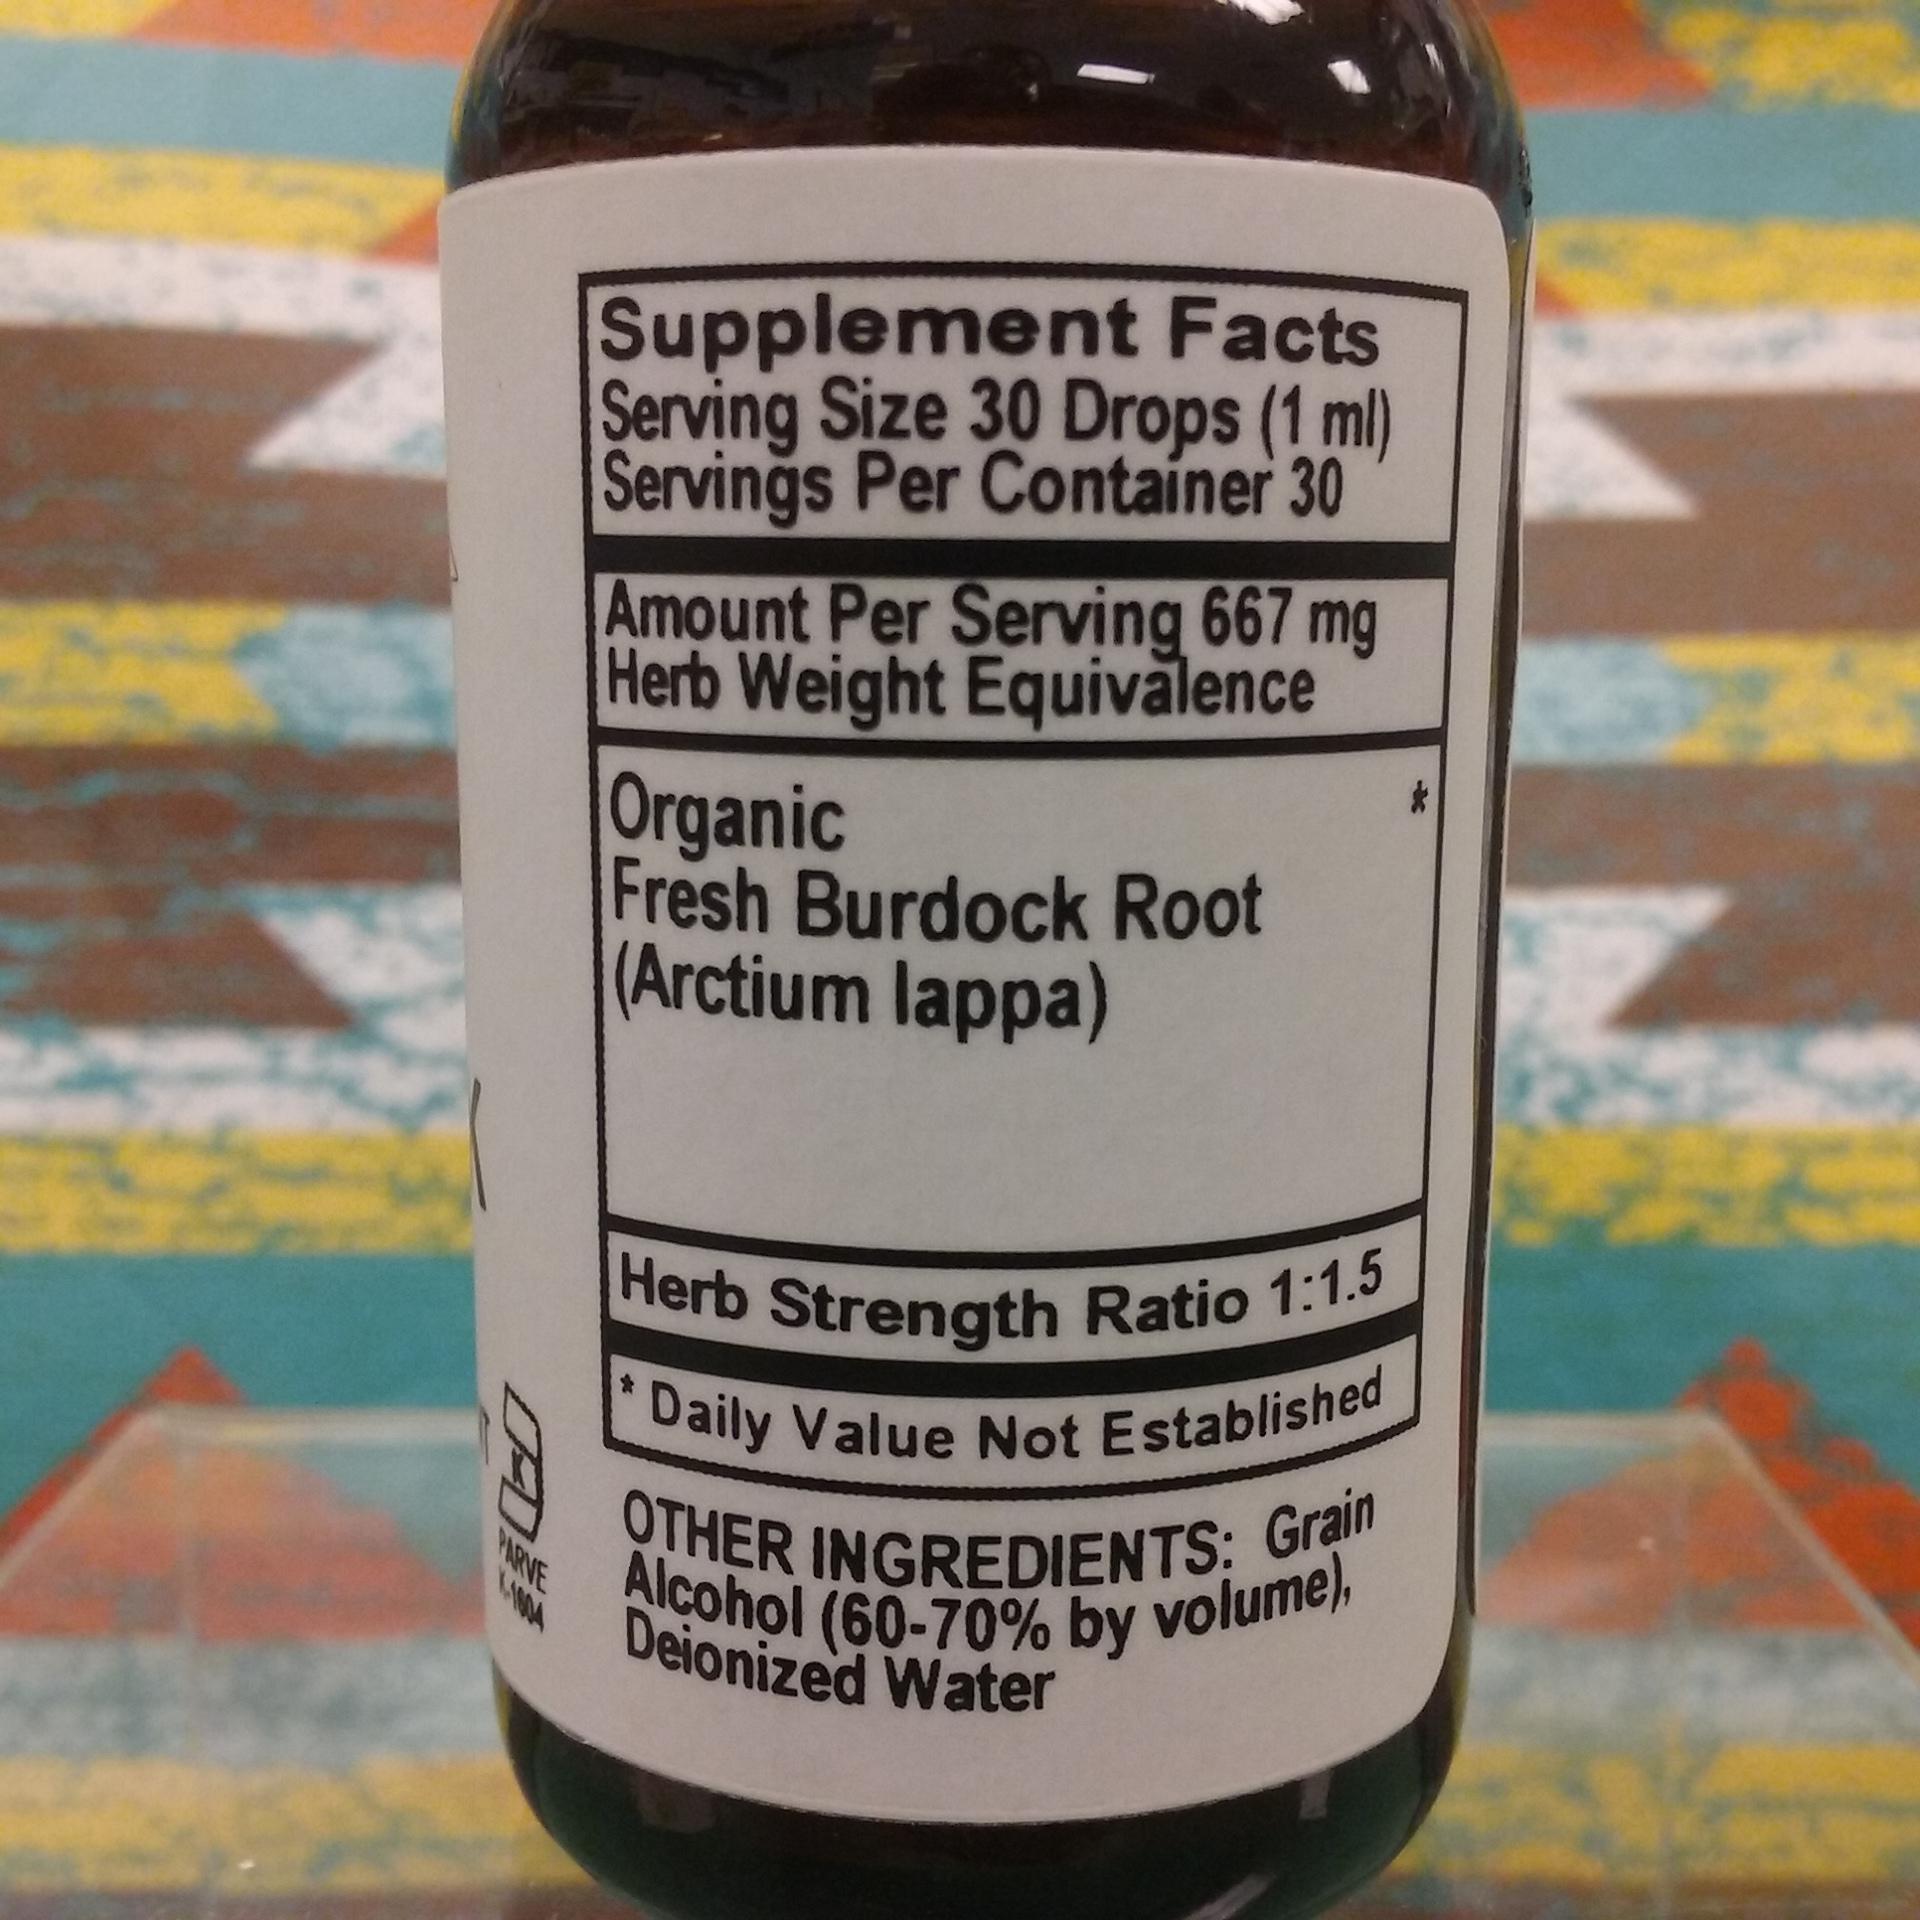 Supplement Facts
Serving Size 30 Drops (1 ml)
Servings Per Container 30
Amount Per Serving 667 mg
Herb Weight Equivalence
Organic *
Fresh Burdock Root
(Arctium lappa)
Herb Strength Ratio 1:1.5
* Daily Value Not Established
OTHER INGREDIENTS: Grain
Alcohol (60-70% by volume),
Deionized Water
K
PARVE
K-1604